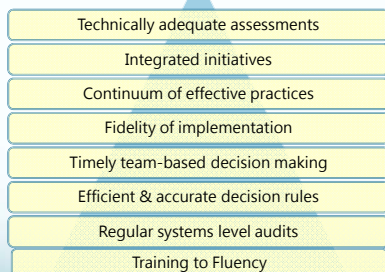 Technically adequate assessments
Integrated initiatives
Continuum of effective practices
Fidelity of implementation
Timely team-based decision making
Efficient & accurate decision rules
Regular systems level audits
Training to Fluency